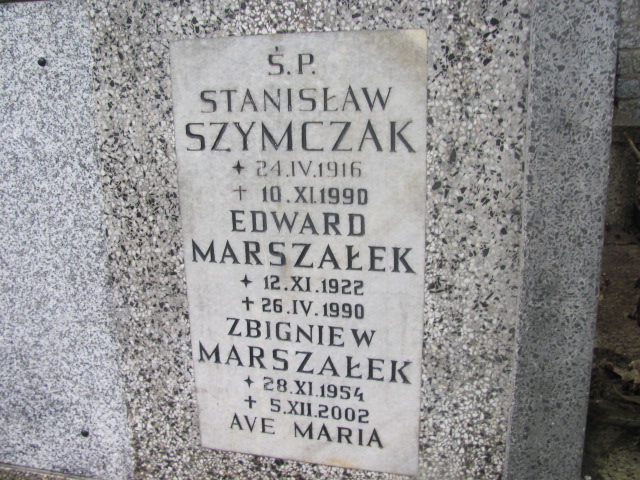 Ś.P.
STANISŁAW
SZYMCZAK
✦ 24.IV.1916
✝ 10.XI.1990
EDWARD
MARSZAŁEK
✦ 12.XI.1922
✝ 26.IV.1990
ZBIGNIEW
MARSZAŁEK
✦ 28.XI.1954
✝ 5.XII.2002
AVE MARIA